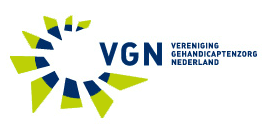 VGN
VERENIGING
GEHANDICAPTENZORG
NEDERLAND